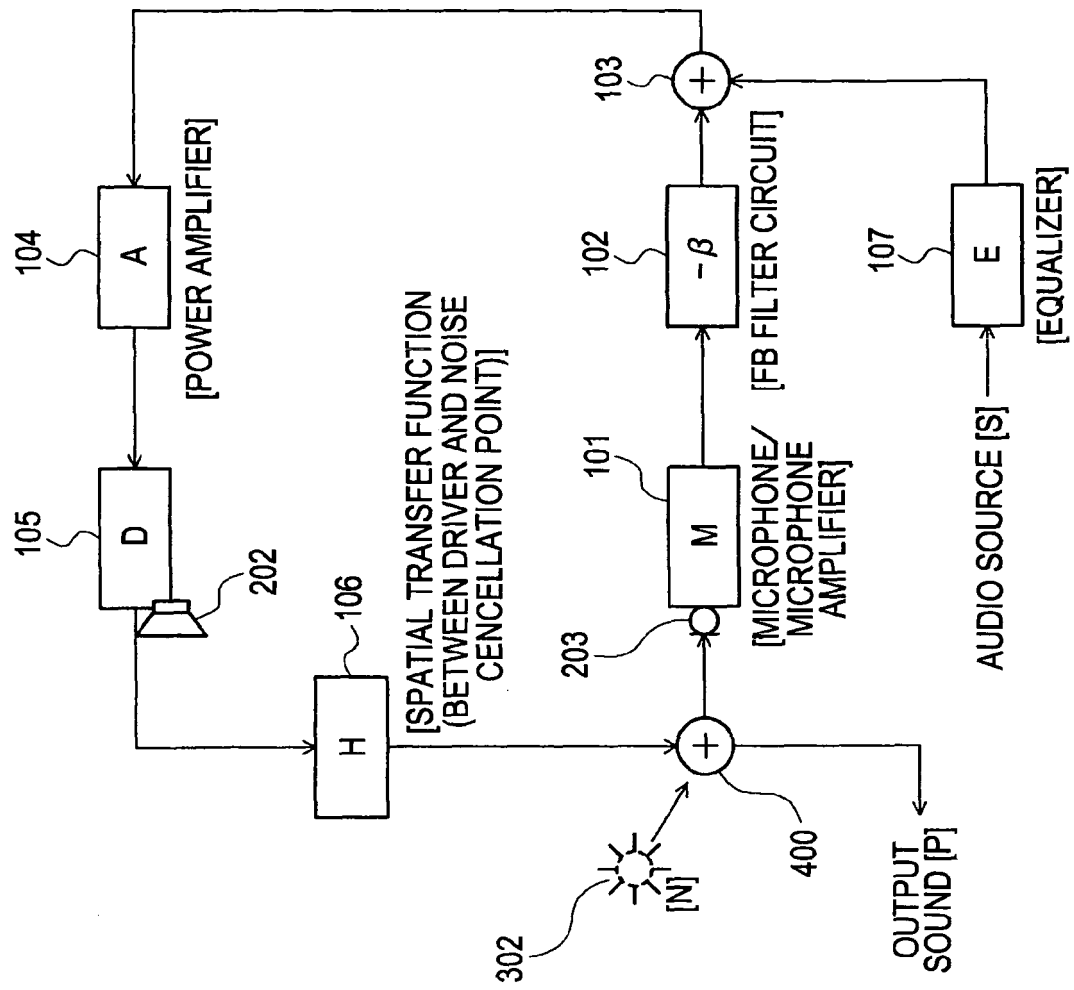 105
104
D
A
[POWER AMPLIFIER]
202
106
H
[SPATIAL TRANSFER FUNCTION
(BETWEEN DRIVER AND NOISE
CENCELLATION POINT)]
302
203
101
102
103
[N]
+
M
-β
+
[MICROPHONE/
MICROPHONE
AMPLIFIER]
[FB FILTER CIRCUIT]
400
107
OUTPUT
SOUND [P]
AUDIO SOURCE [S]
E
[EQUALIZER]